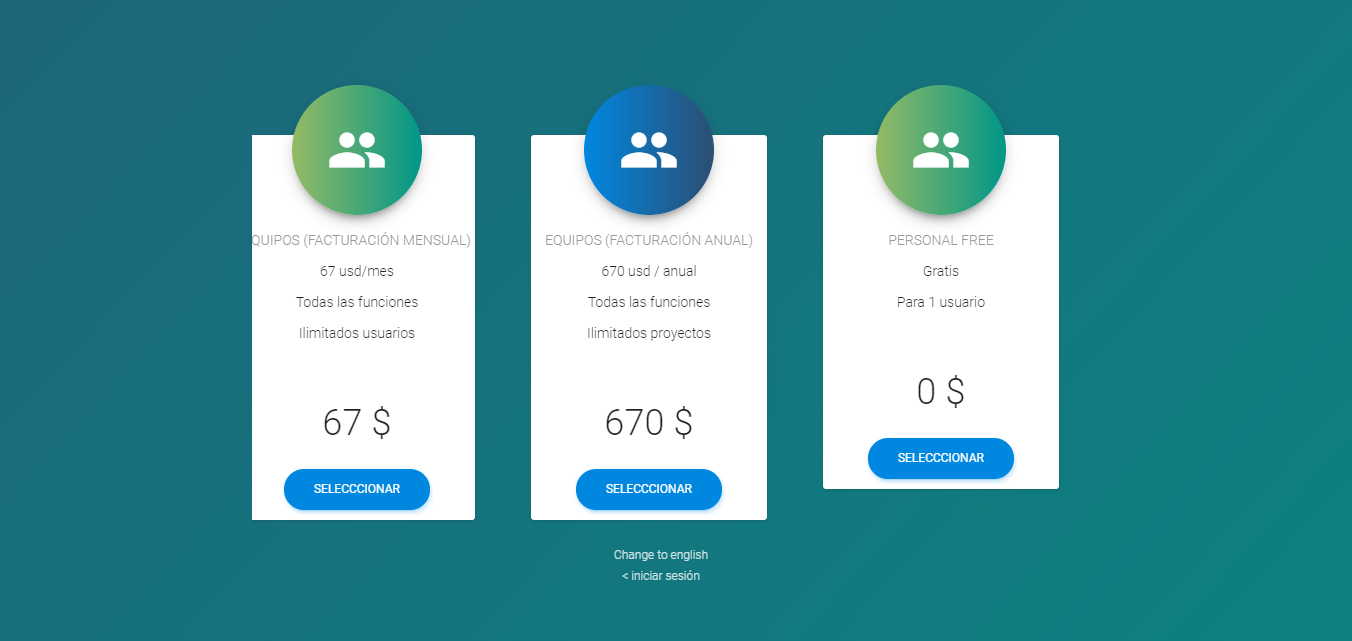 QUIPOS (FACTURACIÓN MENSUAL)
67 usd/mes
Todas las funciones
Ilimitados usuarios
67 $
SELECCCIONAR
EQUIPOS (FACTURACIÓN ANUAL)
670 usd / anual
Todas las funciones
Ilimitados proyectos
670 $
SELECCCIONAR
PERSONAL FREE
Gratis
Para 1 usuario
0 $
SELECCCIONAR
Change to english
< iniciar sesión